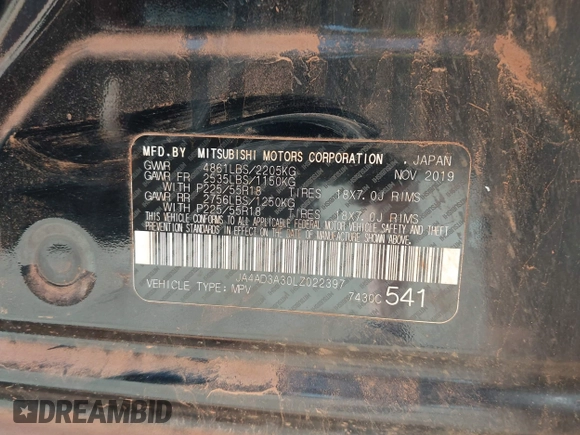 MFD.BY MITSUBISHI MOTORS CORPORATION . JAPAN
GVWR 4861LBS/2205KG NOV 2019
GAWR FR 2535LBS/1150KG
WITH P225/55R18 TIRES 18X7.0J RIMS
GAWR RR 2756LBS/1250KG
WITH P225/55R18 TIRES 18X7.0J RIMS
THIS VEHICLE CONFORMS TO ALL APPLICABLE FEDERAL MOTOR VEHICLE SAFETY AND THEFT
PREVENTION STANDARDS IN EFFECT ON THE DATE OF MANUFACTURE SHOWN ABOVE.
JA4AD3A30LZ022397
VEHICLE TYPE: MPV 7430C 541
DREAMBID